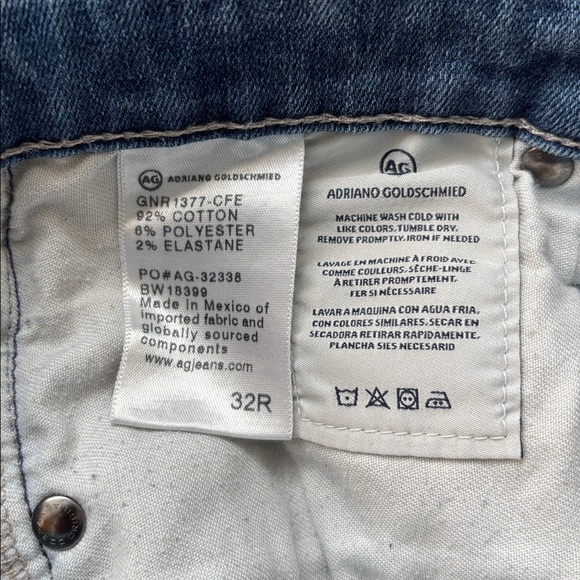 AG ADRIANO GOLDSCHMIED
GNR1377-CFE
92% COTTON
6% POLYESTER
2% ELASTANE
PO#AG-32338
BW18399
Made in Mexico of
imported fabric and
globally sourced
components
www.agjeans.com
32R
AG
ADRIANO GOLDSCHMIED
MACHINE WASH COLD WITH
LIKE COLORS. TUMBLE DRY.
REMOVE PROMPTLY. IRON IF NEEDED
LAVAGE EN MACHINE À FROID AVEC
COMME COULEURS. SÈCHE-LINGE
À RETIRER PROMPTEMENT.
FER SI NÉCESSAIRE
LAVAR A MAQUINA CON AGUA FRIA.
CON COLORES SIMILARES. SECAR EN
SECADORA RETIRAR RAPIDAMENTE.
PLANCHA SIES NECESARIO